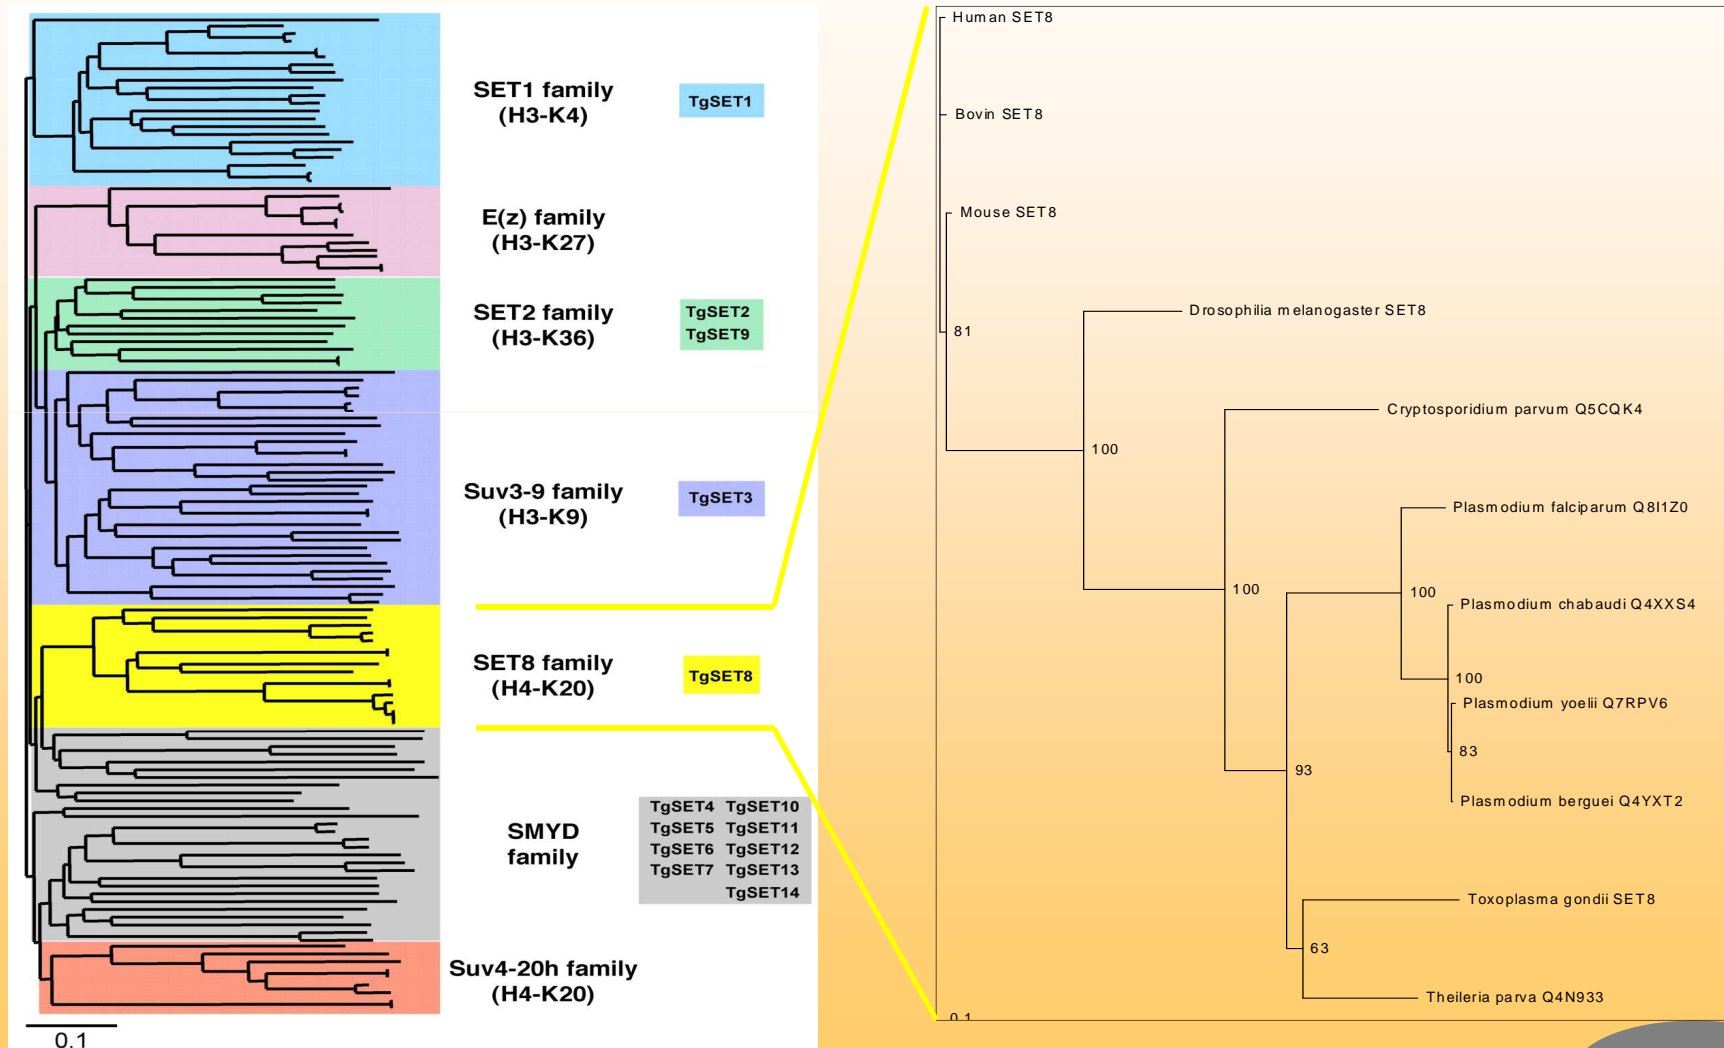 SET1 family
(H3-K4)
TgSET1
E(z) family
(H3-K27)
SET2 family
(H3-K36)
TgSET2
TgSET9
Suv3-9 family
(H3-K9)
TgSET3
SET8 family
(H4-K20)
TgSET8
SMYD
family
TgSET4 TgSET10
TgSET5 TgSET11
TgSET6 TgSET12
TgSET7 TgSET13
TgSET14
Suv4-20h family
(H4-K20)
0.1
Human SET8
Bovin SET8
Mouse SET8
81
Drosophilia melanogaster SET8
100
Cryptosporidium parvum Q5CQK4
100
Plasmodium falciparum Q8I1Z0
100
Plasmodium chabaudi Q4XXS4
100
Plasmodium yoelii Q7RPV6
83
Plasmodium berguei Q4YXT2
93
Toxoplasma gondii SET8
63
Theileria parva Q4N933
0.1